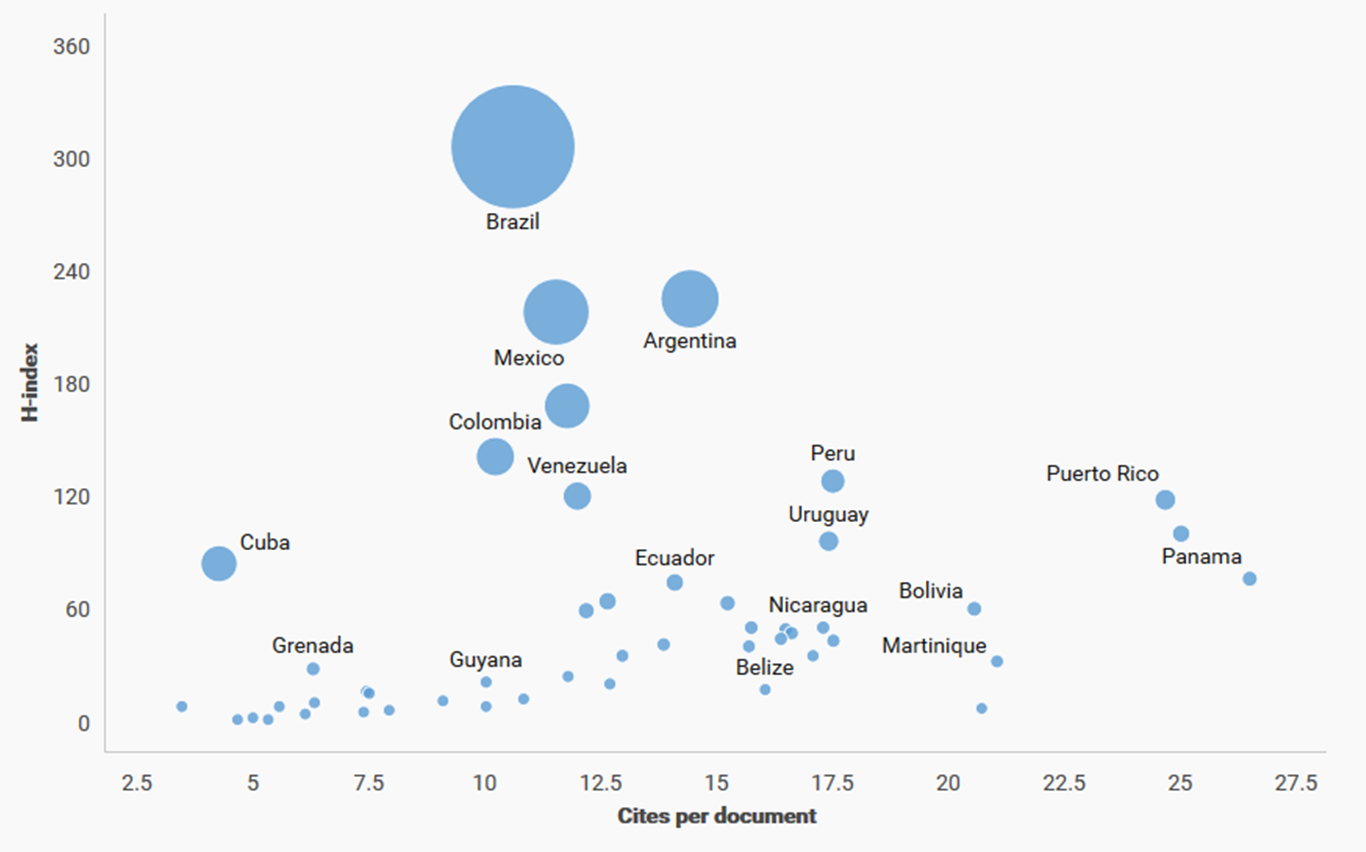 360
300
240
180
120
60
0
H-index
Brazil
Mexico
Argentina
Colombia
Venezuela
Peru
Puerto Rico
Uruguay
Cuba
Ecuador
Panama
Bolivia
Nicaragua
Grenada
Guyana
Martinique
Belize
2.5 5 7.5 10 12.5 15 17.5 20 22.5 25 27.5
Cites per document